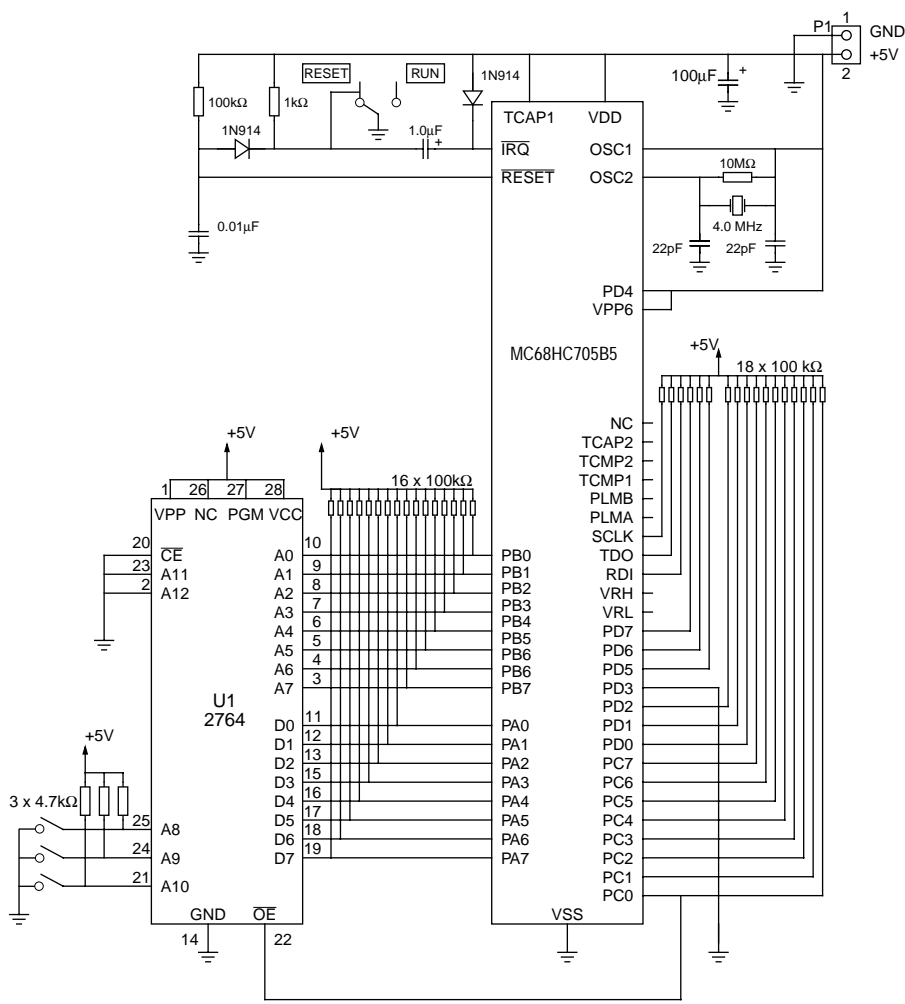 P1
1
GND
+5V
2
RESET
RUN
1N914
100µF
+
100kΩ
1kΩ
1N914
1.0µF
+
TCAP1
VDD
IRQ
OSC1
RESET
OSC2
10MΩ
4.0 MHz
22pF
22pF
0.01µF
PD4
VPP6
MC68HC705B5
+5V
18 x 100 kΩ
NC
TCAP2
TCMP2
TCMP1
PLMB
PLMA
SCLK
TDO
RDI
VRH
VRL
PD7
PD6
PD5
PD3
PD2
PD1
PD0
PC7
PC6
PC5
PC4
PC3
PC2
PC1
PC0
VSS
+5V
+5V
16 x 100kΩ
1
26
27
28
VPP
NC
PGM
VCC
20
CE
23
A11
2
A12
A0
10
PB0
A1
9
PB1
A2
8
PB2
A3
7
PB3
A4
6
PB4
A5
5
PB5
PB6
A6
4
PB6
A7
3
PB7
U1
2764
D0
11
PA0
D1
12
PA1
D2
13
PA2
D3
15
PA3
D4
16
PA4
D5
17
PA5
D6
18
PA6
D7
19
PA7
+5V
3 x 4.7kΩ
25
A8
24
A9
21
A10
GND
OE
14
22